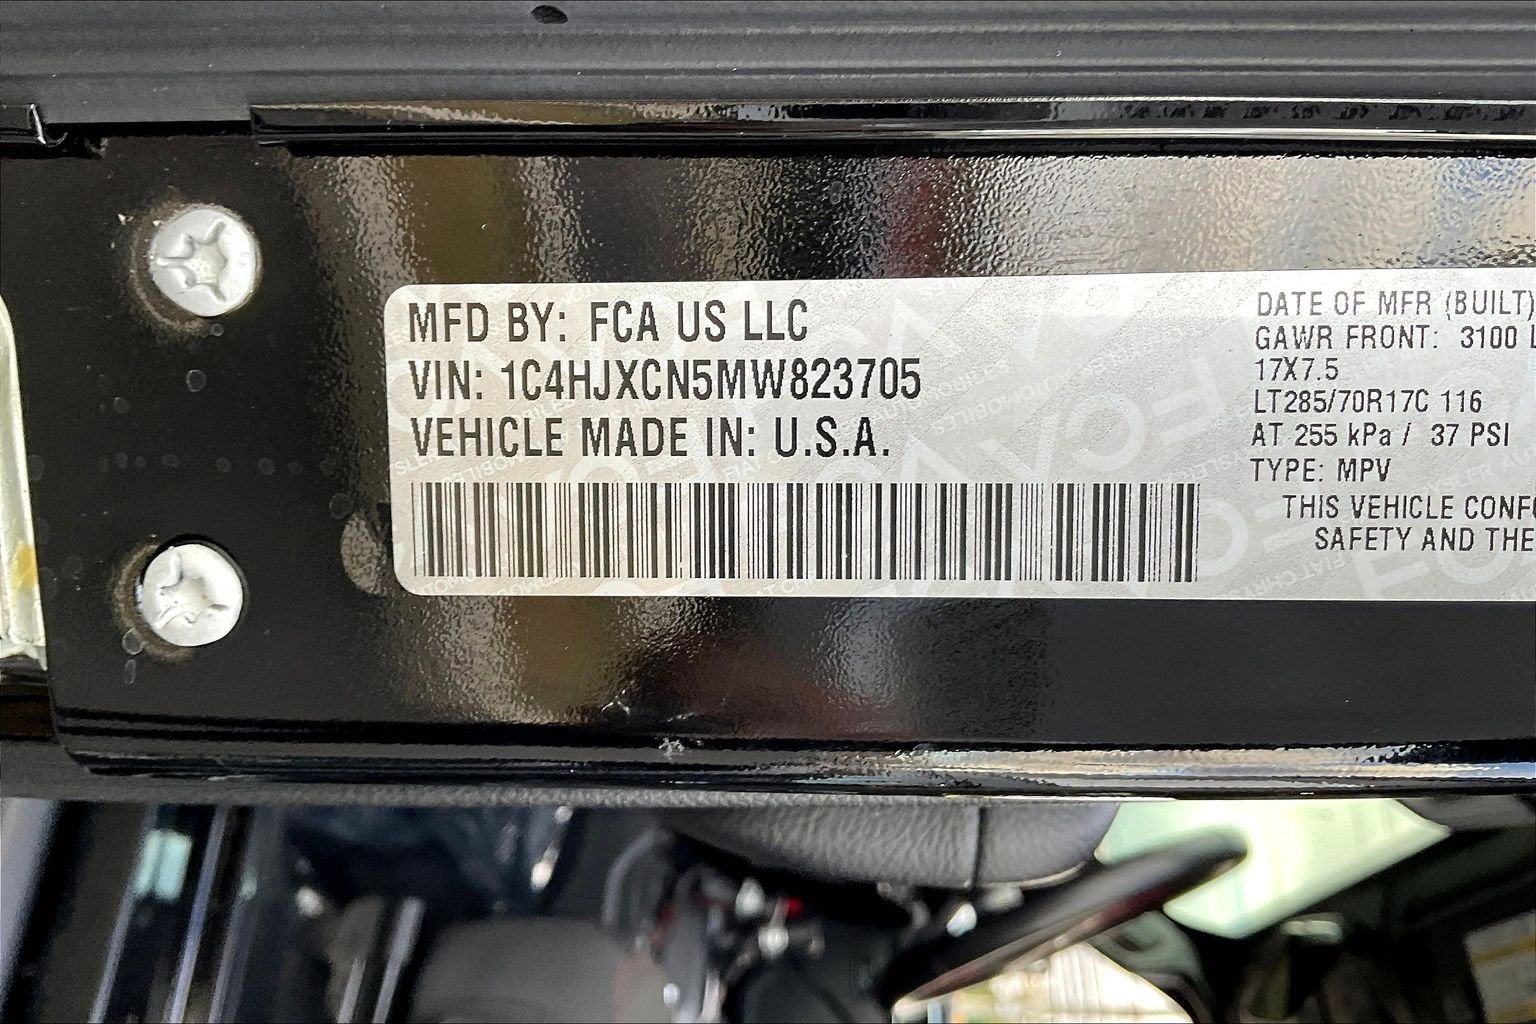 MFD BY: FCA US LLC
VIN: 1C4HJXCN5MW823705
VEHICLE MADE IN: U.S.A.
DATE OF MFR (BUILT)
GAWR FRONT: 3100
17X7.5
LT285/70R17C 116
AT 255 kPa / 37 PSI
TYPE: MPV
THIS VEHICLE
SAFETY AND THE